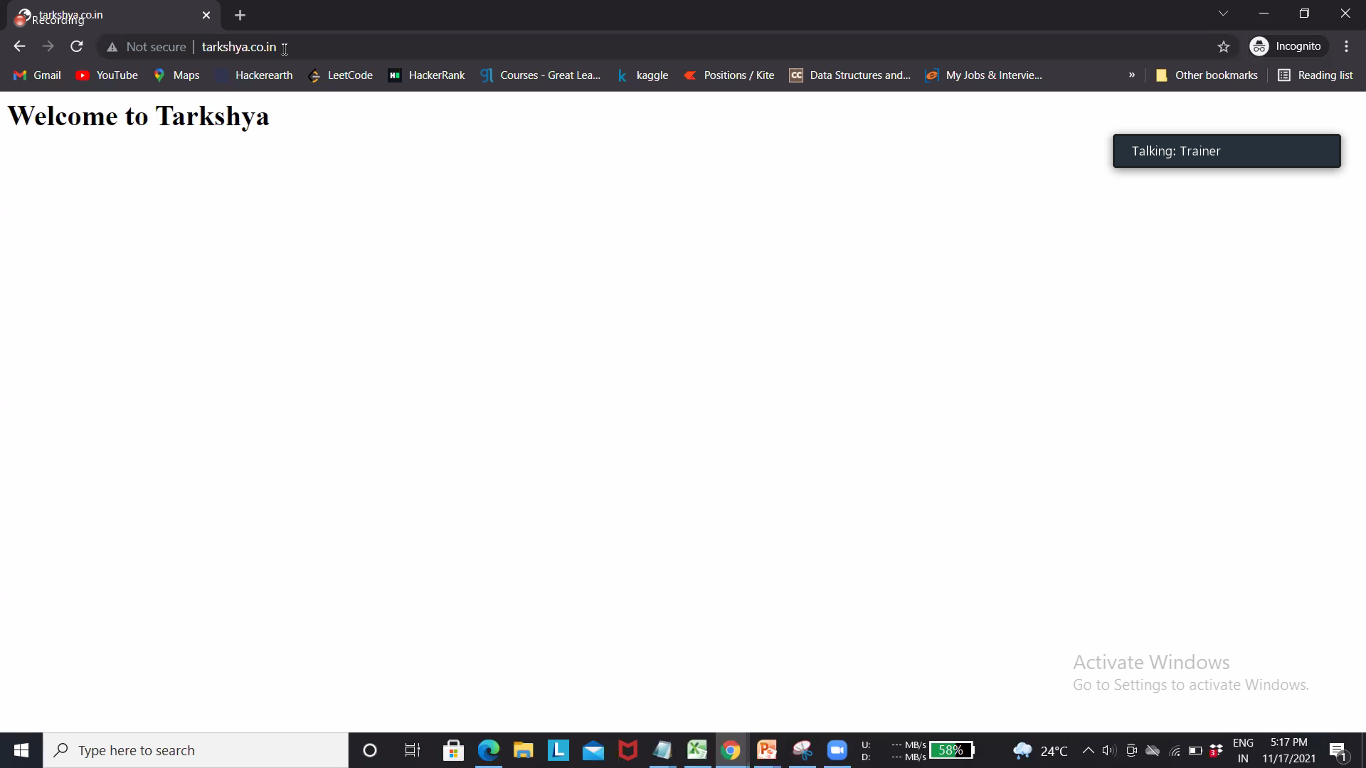 tarkshya.co.in
Recording
Not secure
tarkshya.co.in
Incognito
Gmail
YouTube
Maps
Hackerearth
LeetCode
HackerRank
Courses - Great Lea...
kaggle
Positions / Kite
Data Structures and...
My Jobs & Intervie...
»
Other bookmarks
Reading list
Welcome to Tarkshya
Talking: Trainer
Activate Windows
Go to Settings to activate Windows.
Type here to search
U: --- MB/s
D: --- MB/s
58%
24°C
ENG
IN
5:17 PM
11/17/2021